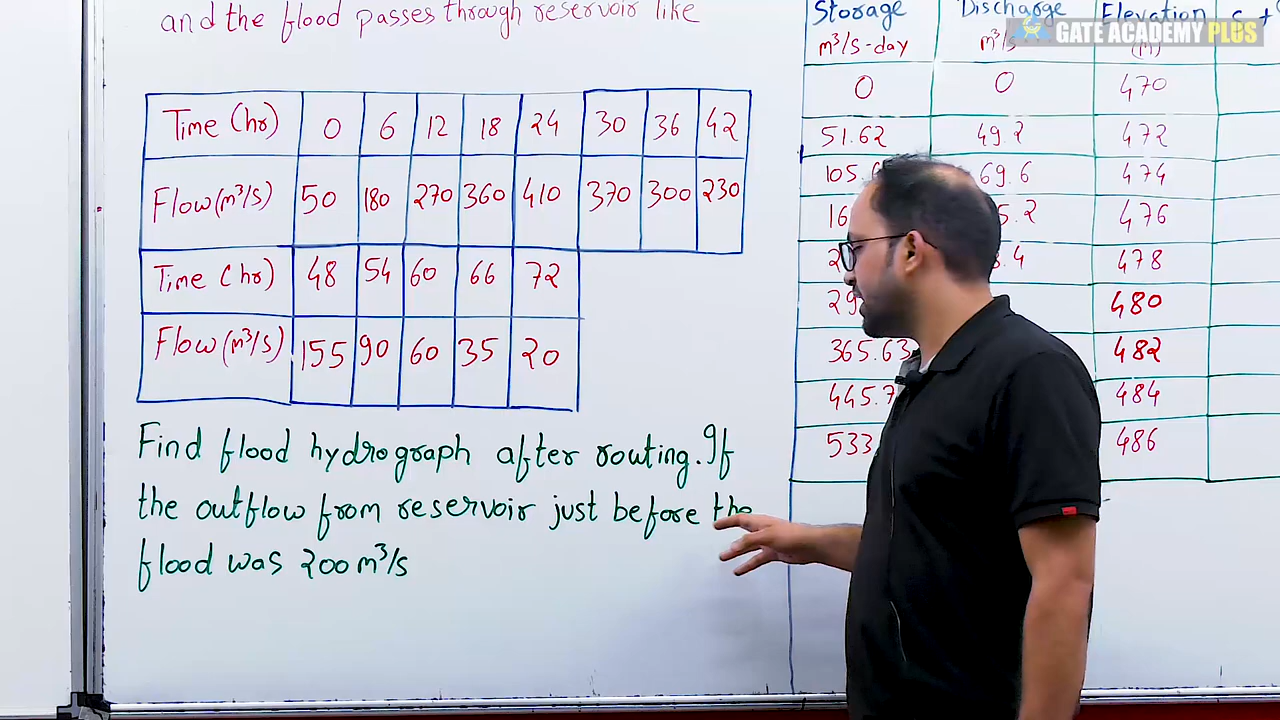 and the flood passes through reservoir like
Time (hr) 0 6 12 18 24 30 36 42
Flow (m³/s) 50 180 270 360 410 370 300 230
Time (hr) 48 54 60 66 72
Flow (m³/s) 155 90 60 35 20
Find flood hydrograph after routing. If
the outflow from reservoir just before the
flood was 200 m³/s
Storage Discharge Elevation
m³/s-day m³/s (m)
0 0 470
51.62 49.2 472
69.6 474
476
478
480
365.63 482
484
486
GATE ACADEMY PLUS